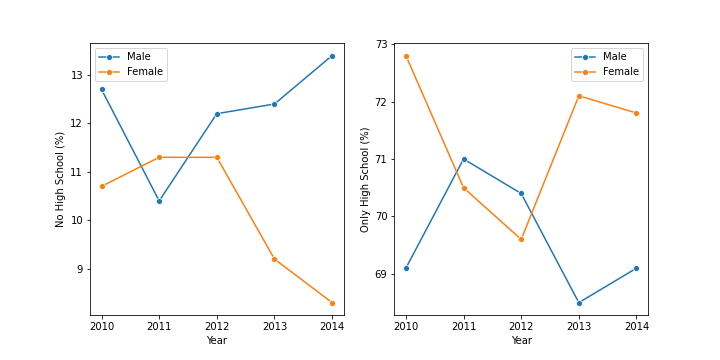 Male
Female
13
12
11
10
9
No High School (%)
2010 2011 2012 2013 2014
Year
Male
Female
73
72
71
70
69
Only High School (%)
2010 2011 2012 2013 2014
Year